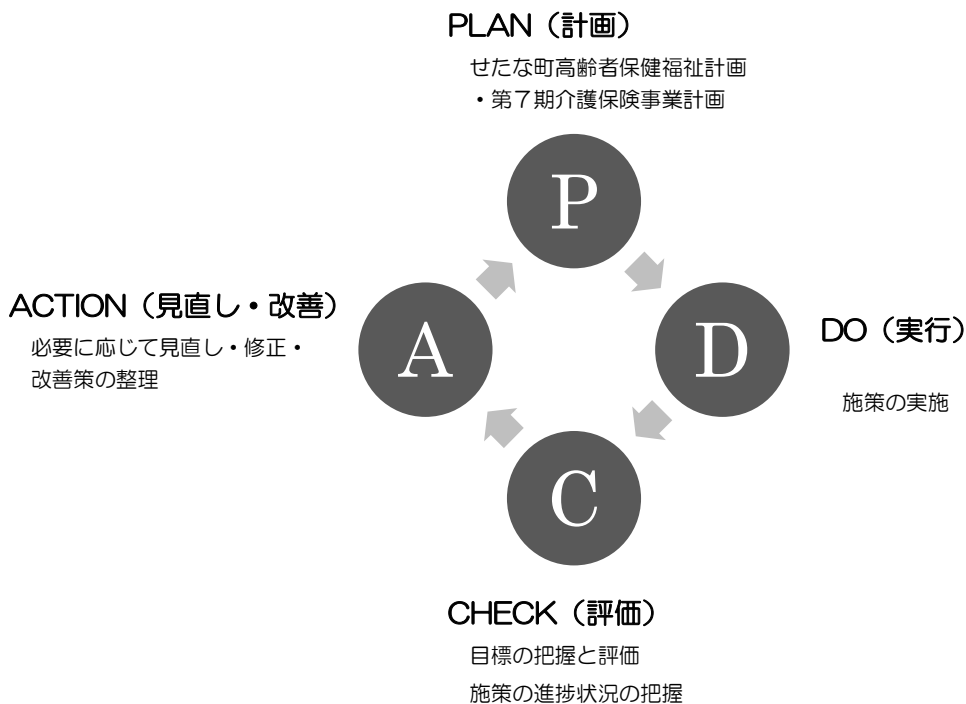 PLAN（計画）
せたな町高齢者保健福祉計画
・第７期介護保険事業計画
P
ACTION（見直し・改善）
必要に応じて見直し・修正・
改善策の整理
A
D
DO（実行）
施策の実施
C
CHECK（評価）
目標の把握と評価
施策の進捗状況の把握